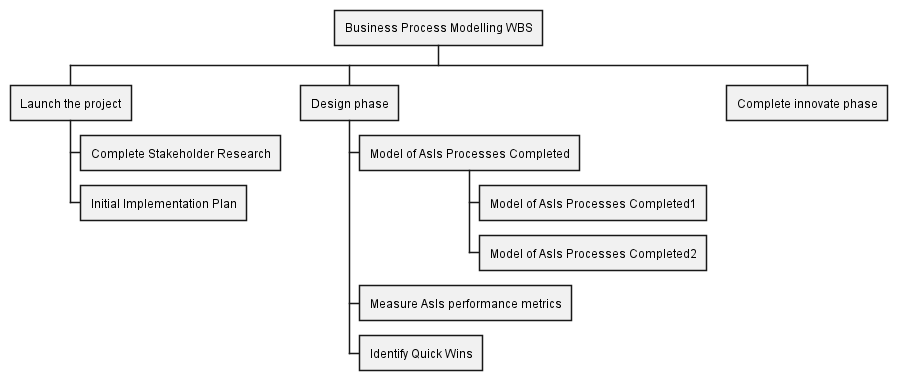 Business Process Modelling WBS
Launch the project
Design phase
Complete innovate phase
Complete Stakeholder Research
Initial Implementation Plan
Model of AsIs Processes Completed
Model of AsIs Processes Completed1
Model of AsIs Processes Completed2
Measure AsIs performance metrics
Identify Quick Wins